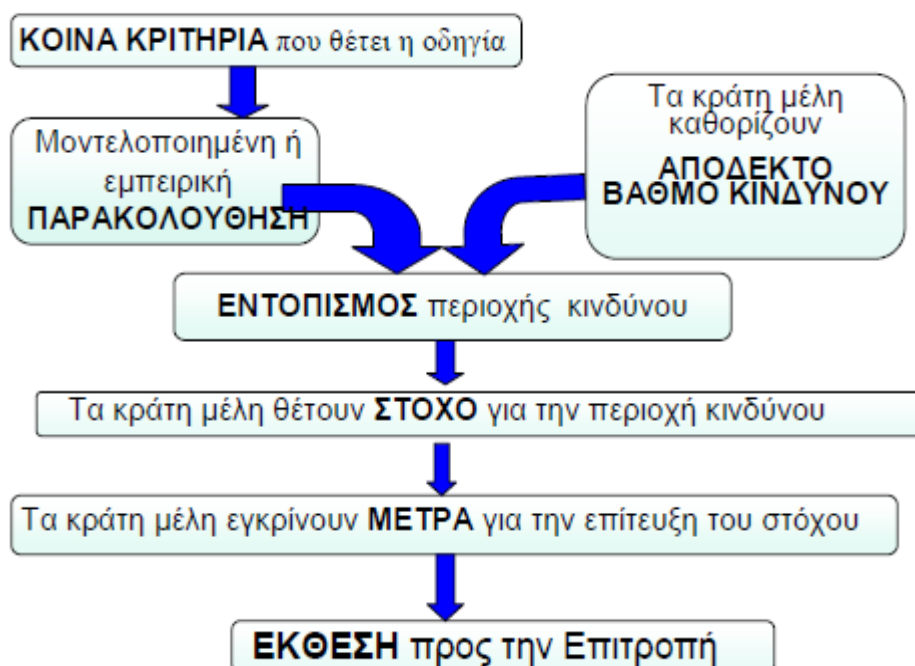 ΚΟΙΝΑ ΚΡΙΤΗΡΙΑ που θέτει η οδηγία
Μοντελοποιημένη ή
εμπειρική
ΠΑΡΑΚΟΛΟΥΘΗΣΗ
Τα κράτη μέλη
καθορίζουν
ΑΠΟΔΕΚΤΟ
ΒΑΘΜΟ ΚΙΝΔΥΝΟΥ
ΕΝΤΟΠΙΣΜΟΣ περιοχής κινδύνου
Τα κράτη μέλη θέτουν ΣΤΟΧΟ για την περιοχή κινδύνου
Τα κράτη μέλη εγκρίνουν ΜΕΤΡΑ για την επίτευξη του στόχου
ΕΚΘΕΣΗ προς την Επιτροπή